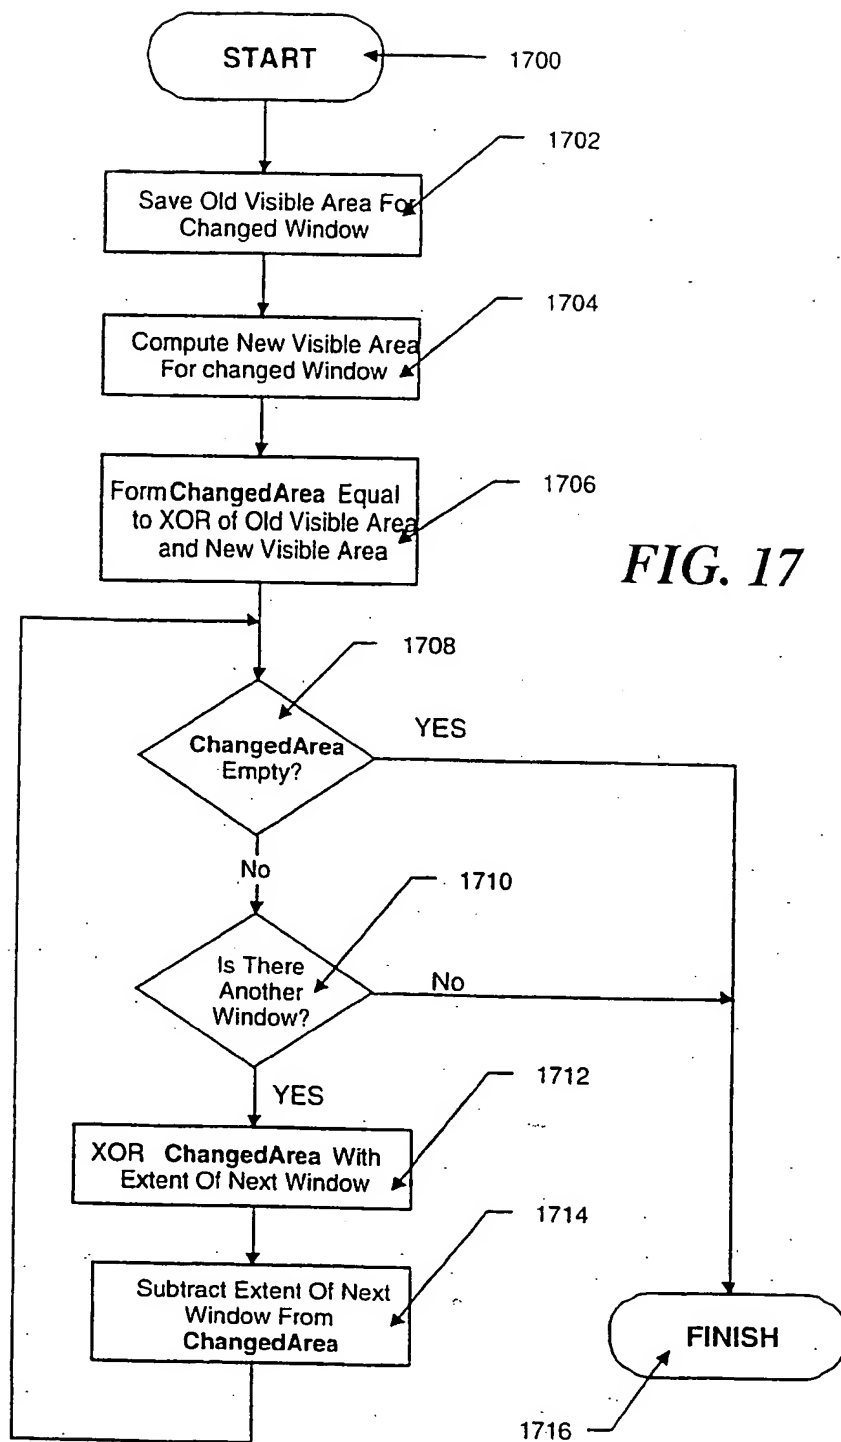 START
1700
1702
Save Old Visible Area For
Changed Window
1704
Compute New Visible Area
For changed Window
1706
Form ChangedArea Equal
to XOR of Old Visible Area
and New Visible Area
FIG. 17
1708
ChangedArea
Empty?
YES
No
1710
Is There
Another
Window?
No
YES
1712
XOR ChangedArea With
Extent Of Next Window
1714
Subtract Extent Of Next
Window From
ChangedArea
FINISH
1716